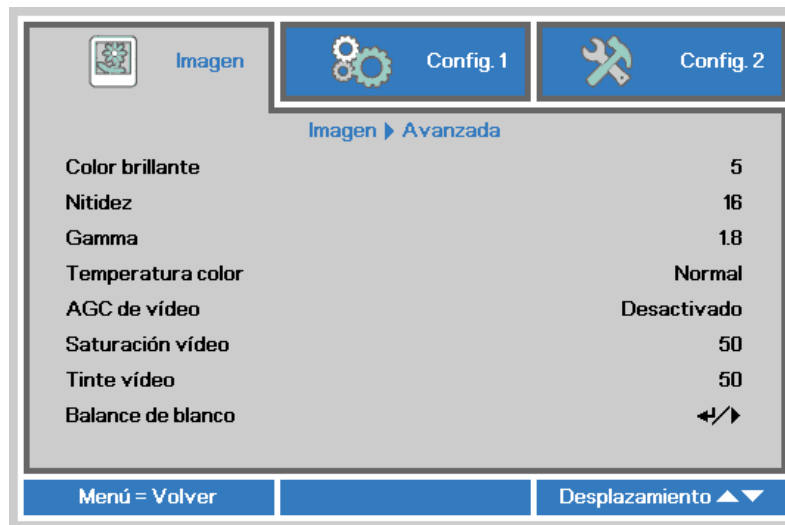 Imagen
Config. 1
Config. 2
Imagen ▶ Avanzada
Color brillante 5
Nitidez 16
Gamma 1.8
Temperatura color Normal
AGC de vídeo Desactivado
Saturación vídeo 50
Tinte vídeo 50
Balance de blanco ↵/▶
Menú = Volver
Desplazamiento ▲▼